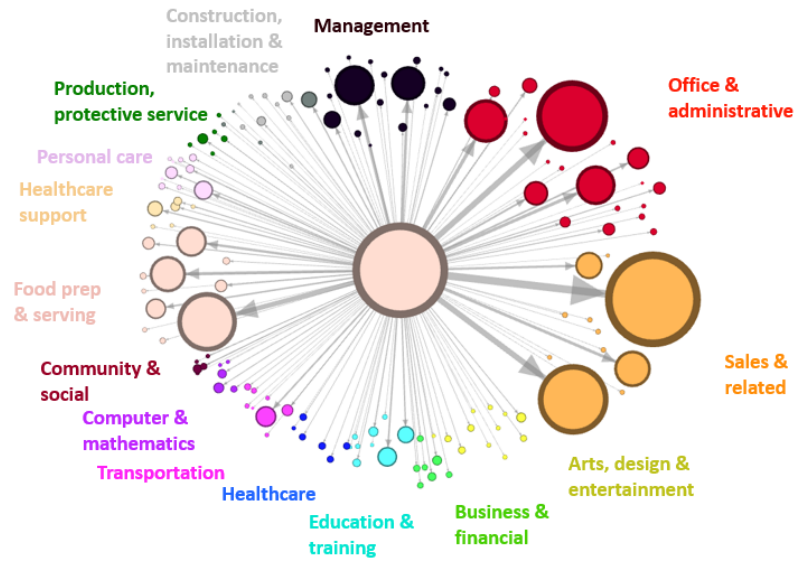 Construction,
installation &
maintenance
Management
Office &
administrative
Production,
protective service
Personal care
Healthcare
support
Food prep
& serving
Sales &
related
Community &
social
Computer &
mathematics
Transportation
Healthcare
Education &
training
Business &
financial
Arts, design &
entertainment